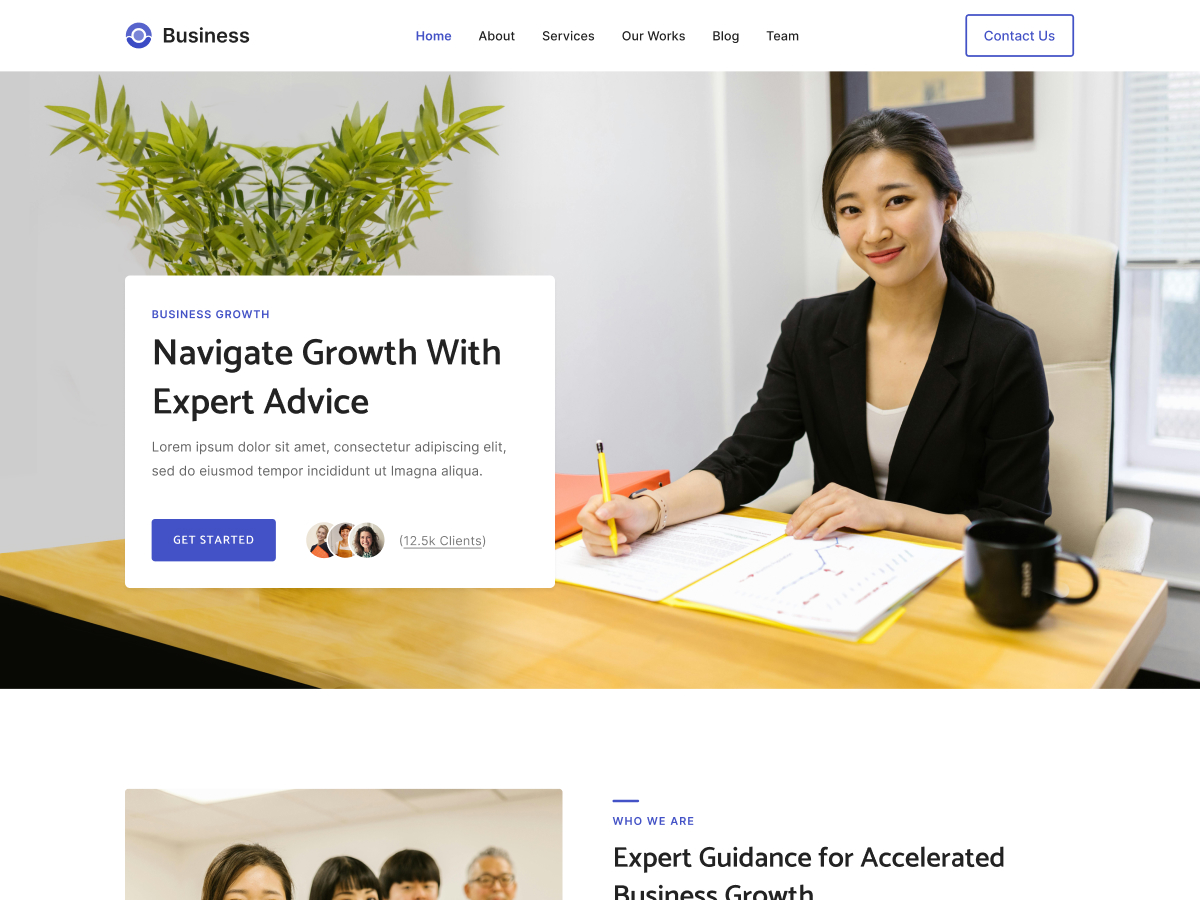 Business
Home About Services Our Works Blog Team
Contact Us
BUSINESS GROWTH
Navigate Growth With
Expert Advice
Lorem ipsum dolor sit amet, consectetur adipiscing elit,
sed do eiusmod tempor incididunt ut lmagna aliqua.
GET STARTED
(12.5k Clients)
WHO WE ARE
Expert Guidance for Accelerated
Business Growth